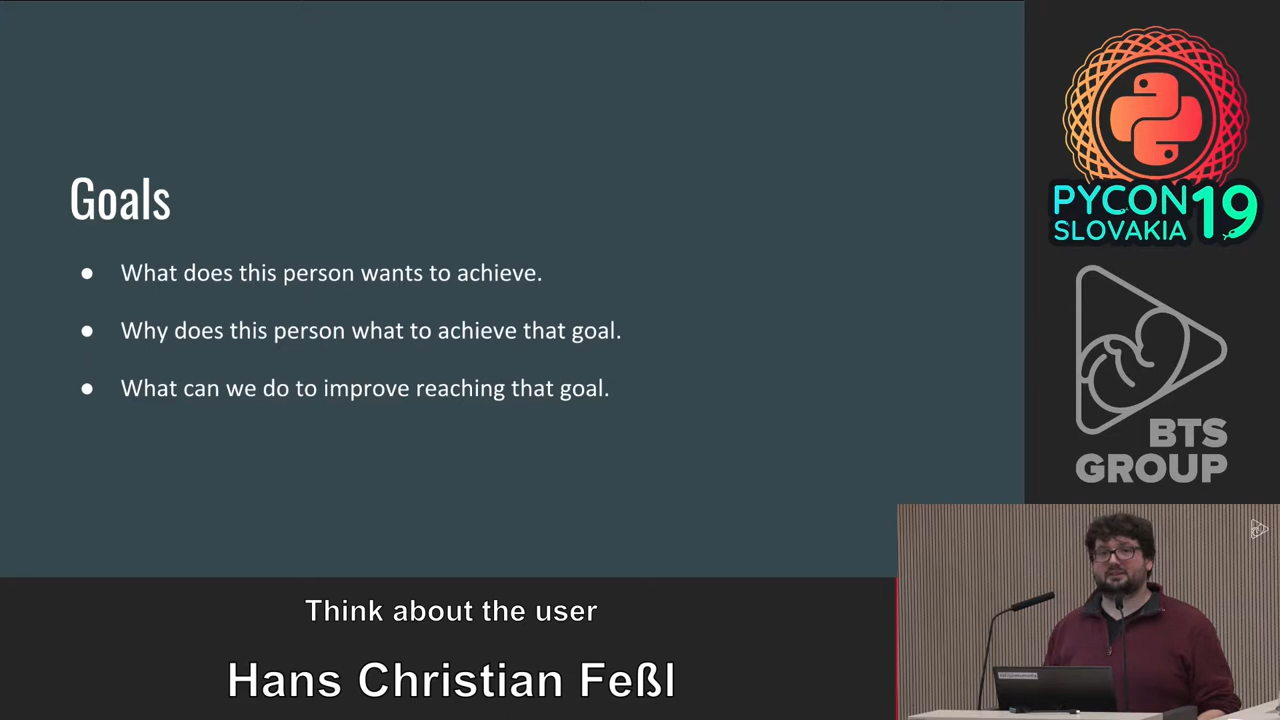 Goals
● What does this person wants to achieve.
● Why does this person what to achieve that goal.
● What can we do to improve reaching that goal.
PYCON 19
SLOVAKIA
BTS
GROUP
Think about the user
Hans Christian Feßl